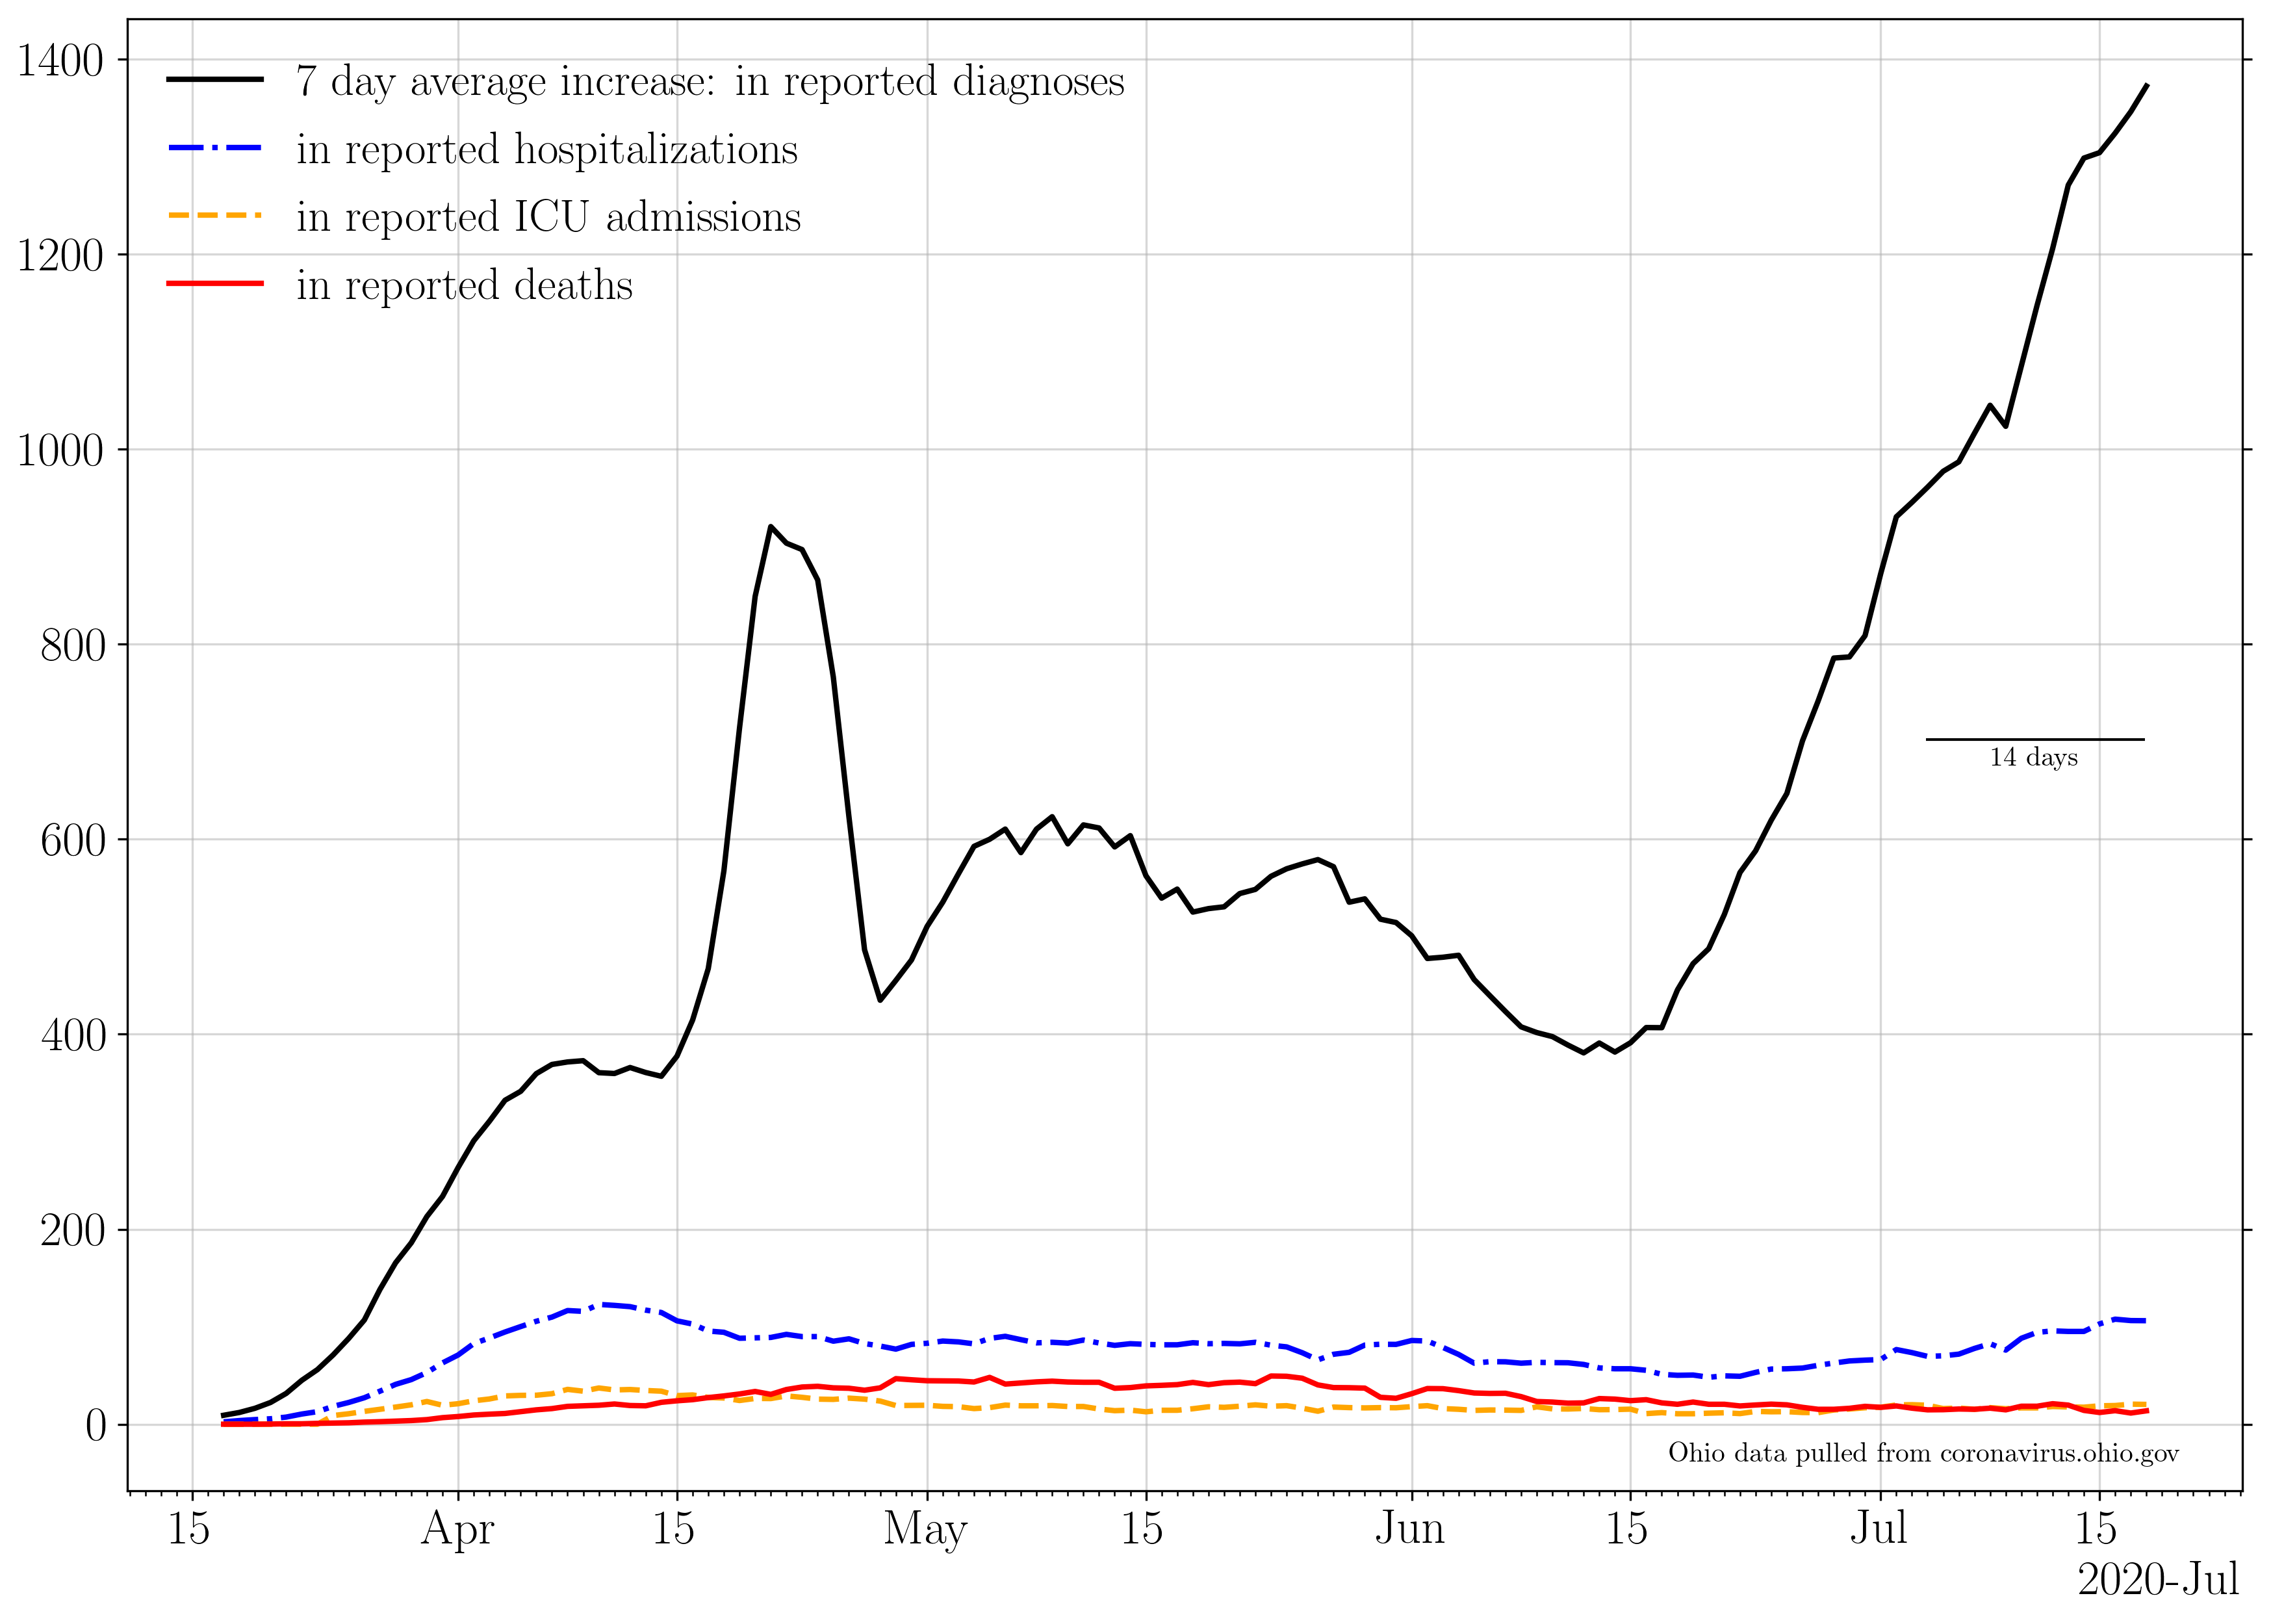 1400
7 day average increase: in reported diagnoses
in reported hospitalizations
in reported ICU admissions
1200
in reported deaths
1000
800
14 days
600
400
200
0
Ohio data pulled from coronavirus.ohio.gov
15 Apr 15 May 15 Jun 15 Jul 15
2020-Jul